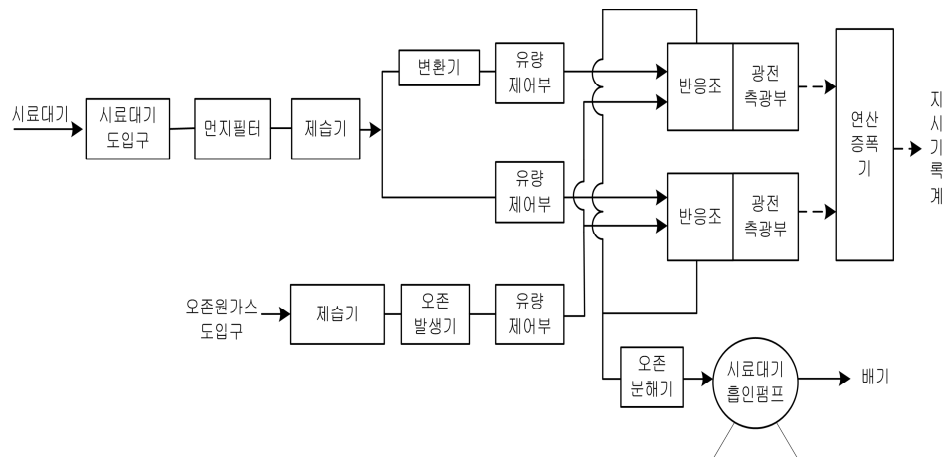 시료대기
시료대기
도입구
먼지필터
제습기
변환기
유량
제어부
반응조
광전
측광부
유량
제어부
반응조
광전
측광부
연산
증폭
기
지
시
기
록
계
오존원가스
도입구
제습기
오존
발생기
유량
제어부
오존
분해기
시료대기
흡인펌프
배기